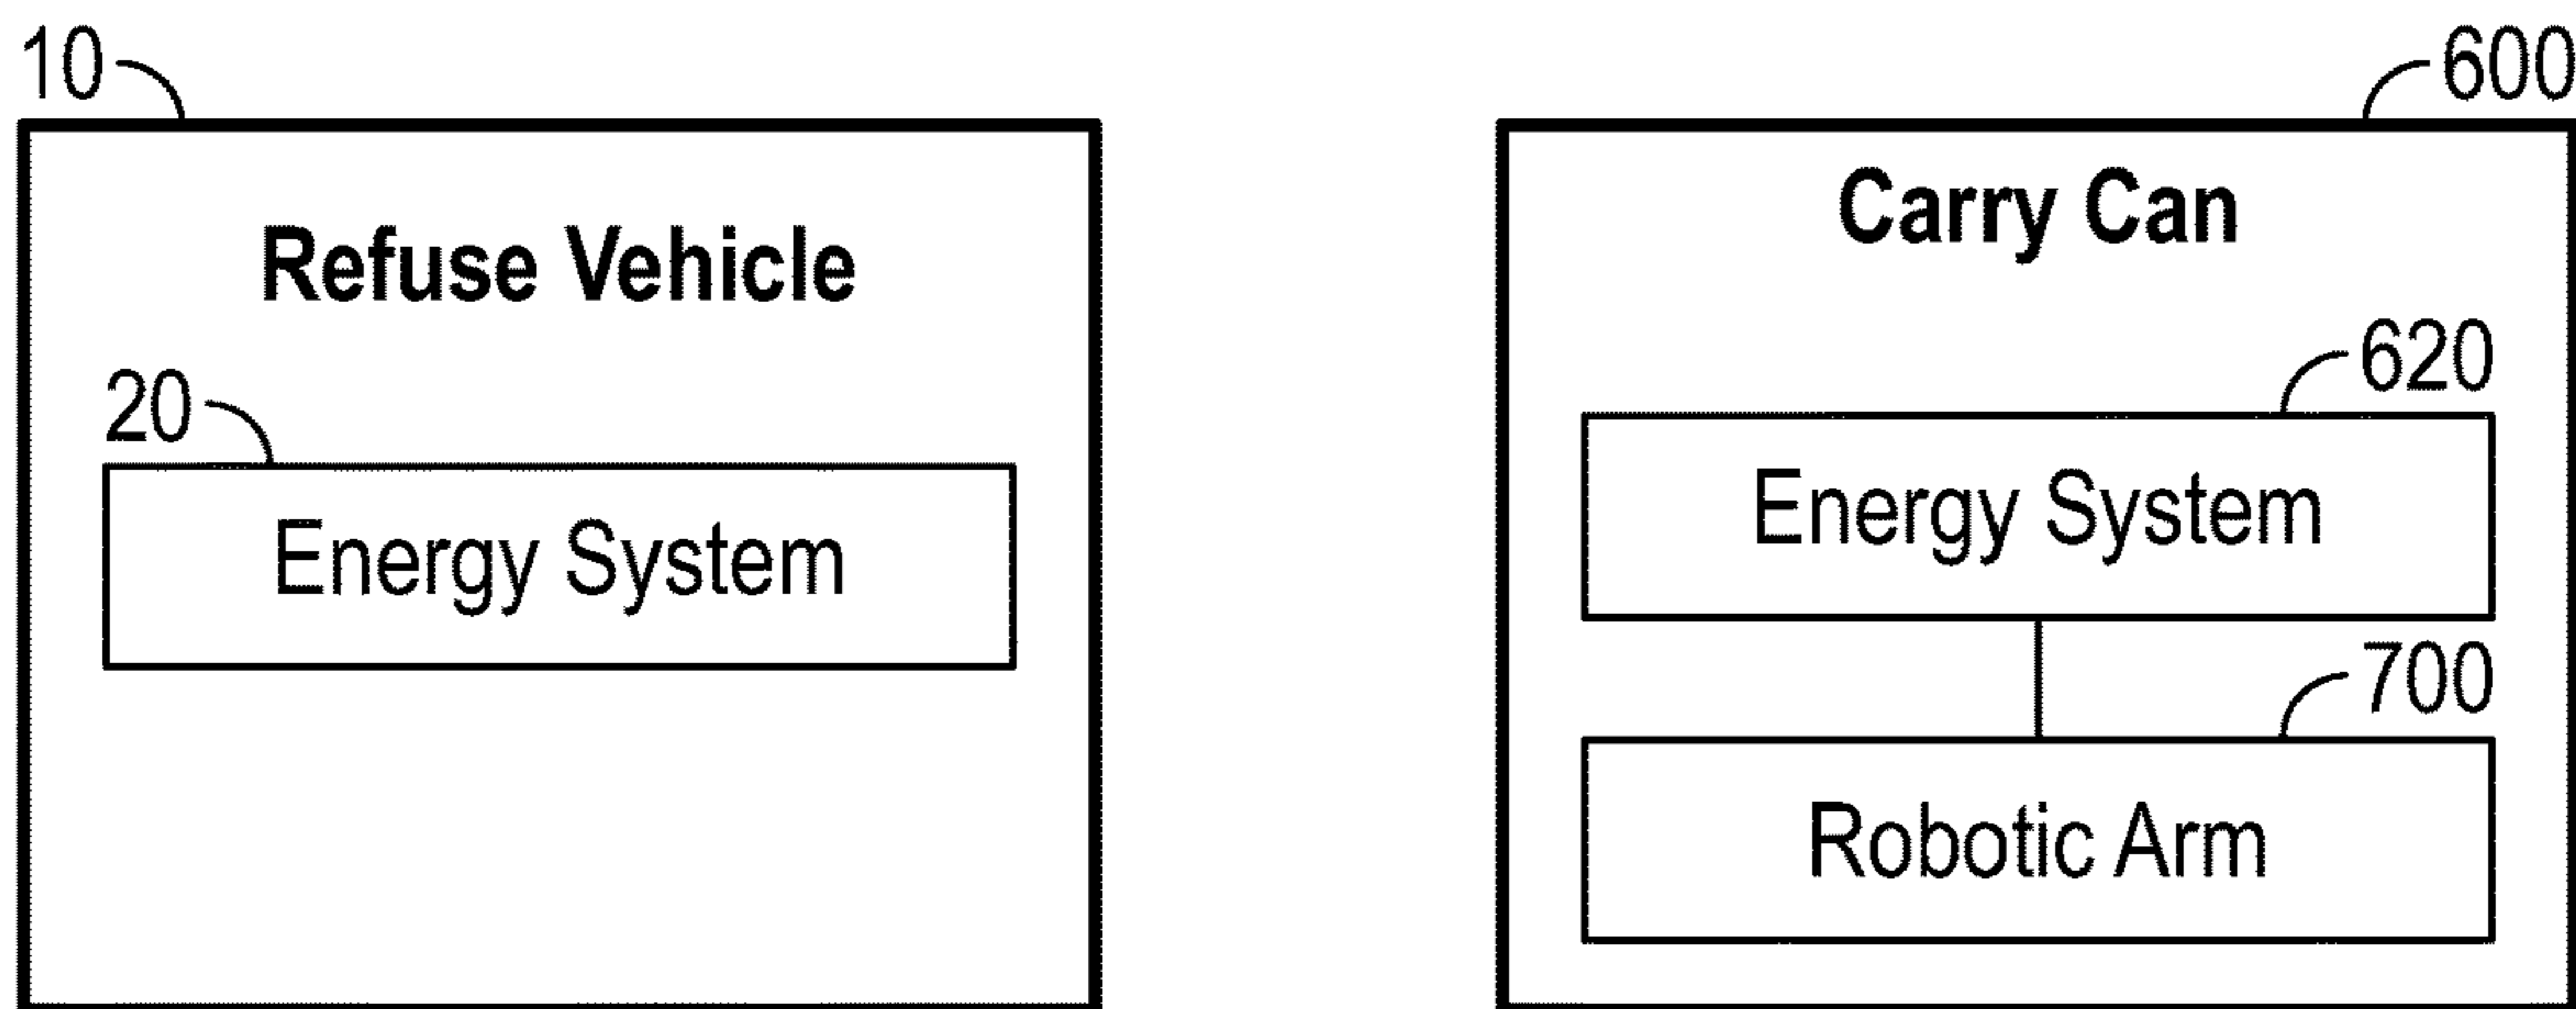 10
600
Refuse Vehicle
Carry Can
20
620
Energy System
Energy System
700
Robotic Arm